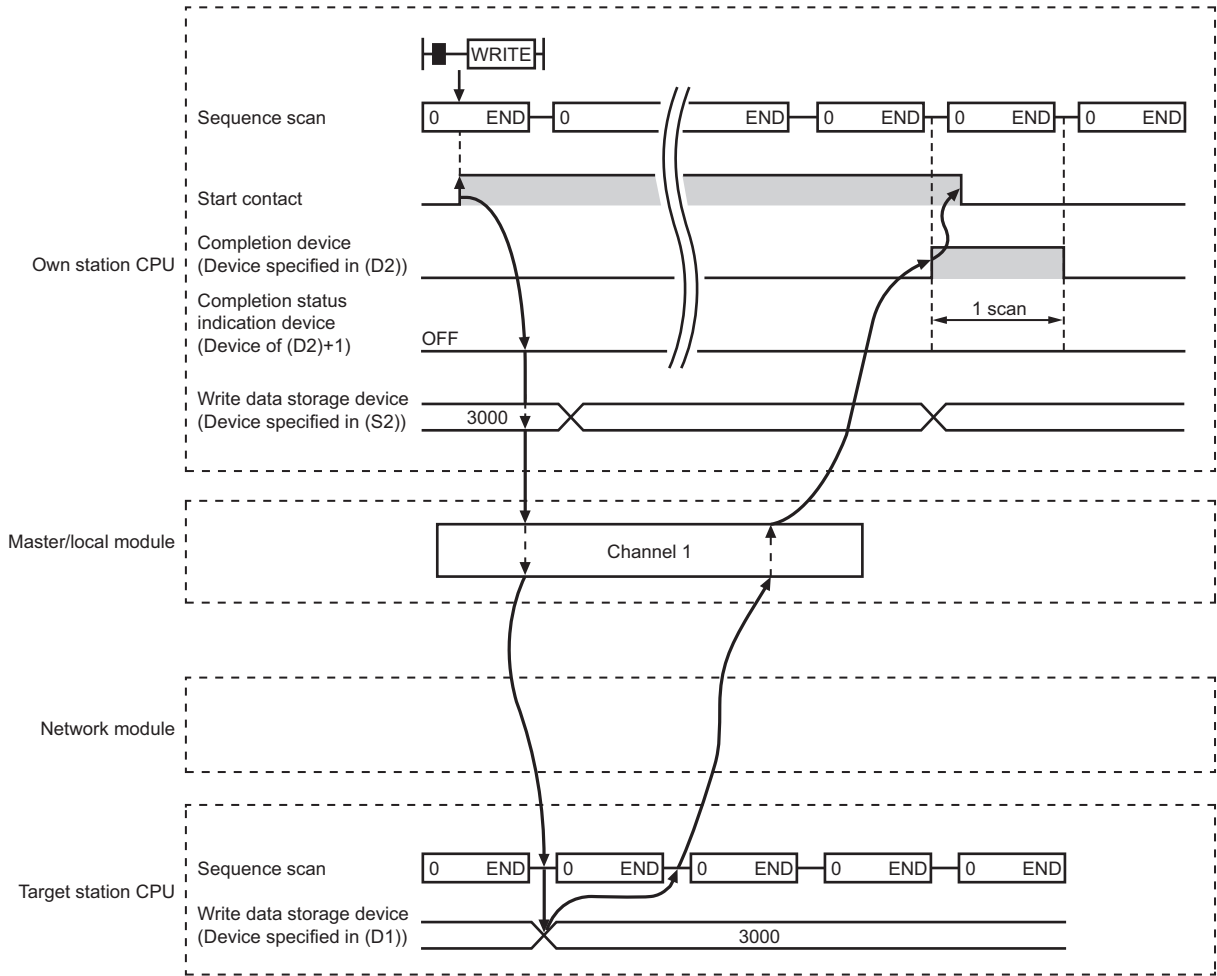 WRITE
Sequence scan
0 END 0 END 0 END 0 END 0 END
Start contact
Own station CPU
Completion device
(Device specified in (D2))
Completion status
indication device
(Device of (D2)+1)
1 scan
OFF
Write data storage device
(Device specified in (S2))
3000
Master/local module
Channel 1
Network module
Target station CPU
Sequence scan
0 END 0 END 0 END 0 END 0 END
Write data storage device
(Device specified in (D1))
3000